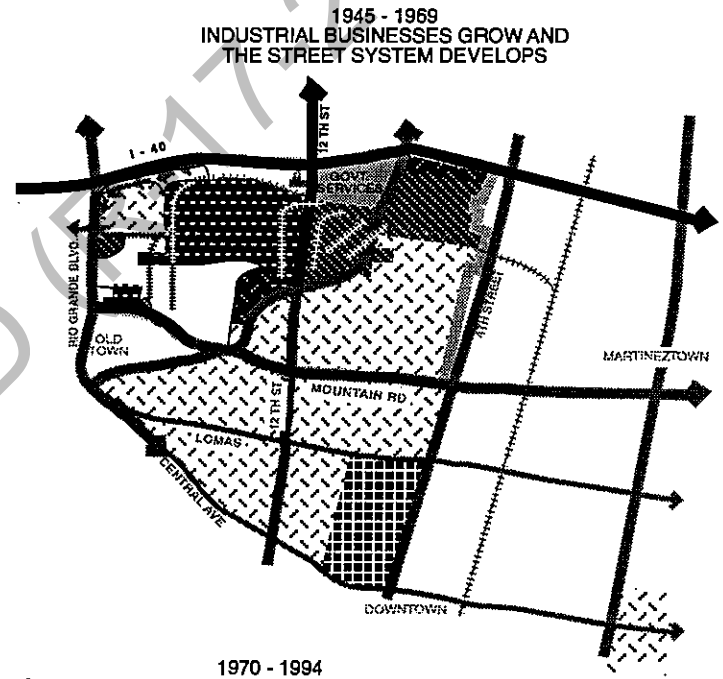 1945 - 1969
INDUSTRIAL BUSINESSES GROW AND
THE STREET SYSTEM DEVELOPS
I - 40
12 TH ST
GOVT.
SERVICES
RIO GRANDE BLVD.
OLD
TOWN
4TH STREET
MARTINEZTOWN
MOUNTAIN RD
12 TH ST
LOMAS
CENTRAL AVE
DOWNTOWN
1970 - 1994